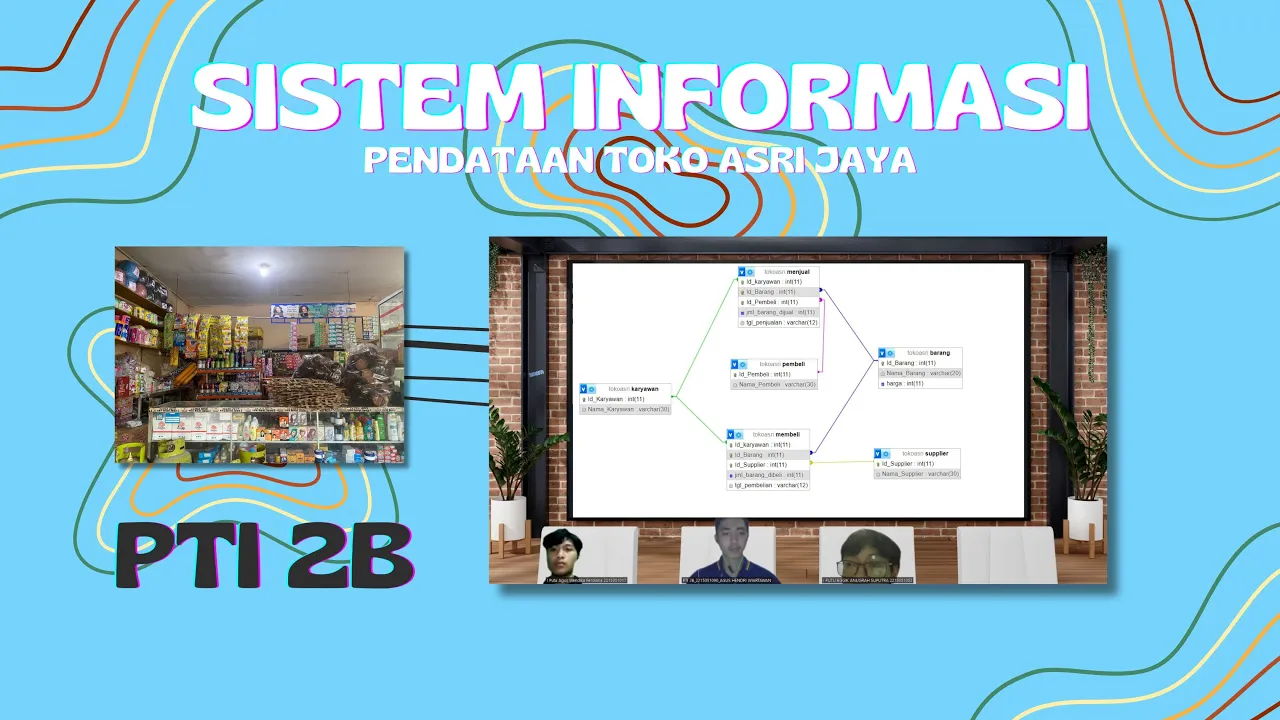 SISTEM INFORMASI
PENDATAAN TOKO ASRI JAYA
tokoasri menjual
Id_karyawan : int(11)
Id_Barang : int(11)
Id_Pembeli : int(11)
jml_barang_dijual : int(11)
tgl_penjualan : varchar(12)
tokoasri pembeli
Id_Pembeli : int(11)
Nama_Pembeli : varchar(30)
tokoasri barang
Id_Barang : int(11)
Nama_Barang : varchar(20)
harga : int(11)
tokoasri karyawan
Id_Karyawan : int(11)
Nama_Karyawan : varchar(30)
tokoasri membeli
Id_karyawan : int(11)
Id_Barang : int(11)
Id_Supplier : int(11)
jml_barang_dibeli : int(11)
tgl_pembelian : varchar(12)
tokoasri supplier
Id_Supplier : int(11)
Nama_Supplier : varchar(30)
PTI 2B